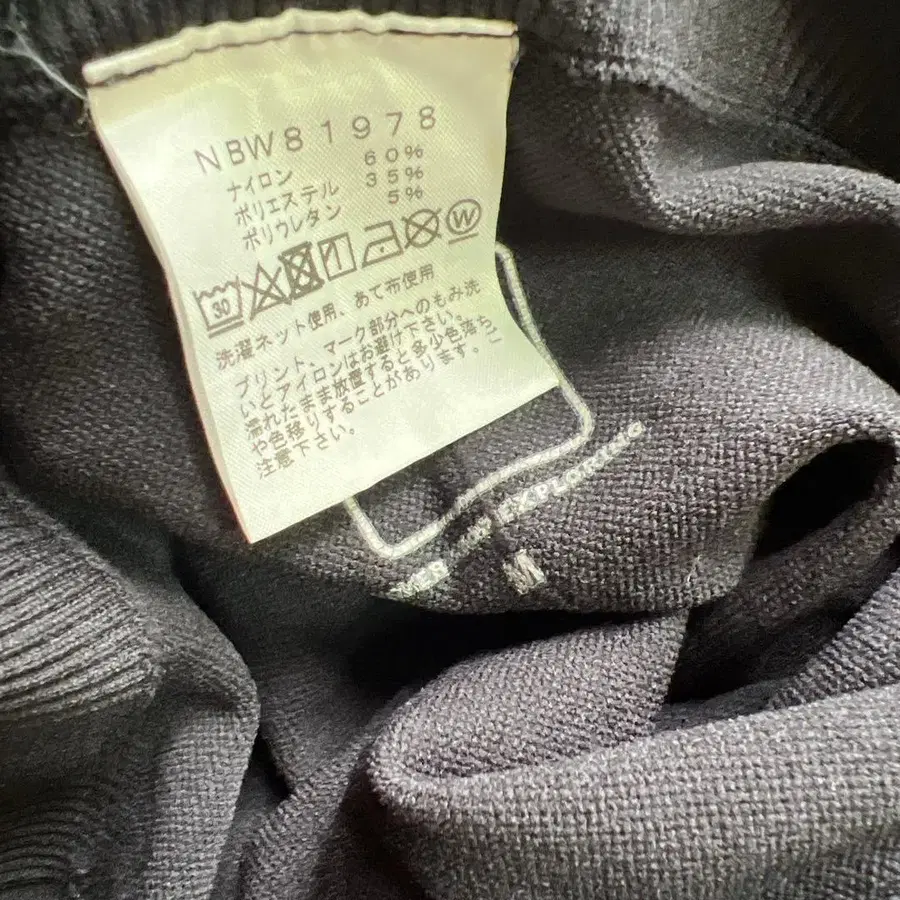 NBW81978
ナイロン 60%
ポリエステル 35%
ポリウレタン 5%
30
W
洗濯ネット使用、あて布使用
プリント、マーク部分へのもみ洗
いとアイロンはお避け下さい。
濡れたまま放置すると多少色落ち
や色移りすることがあります。ご
注意下さい。
EXPLORING
M